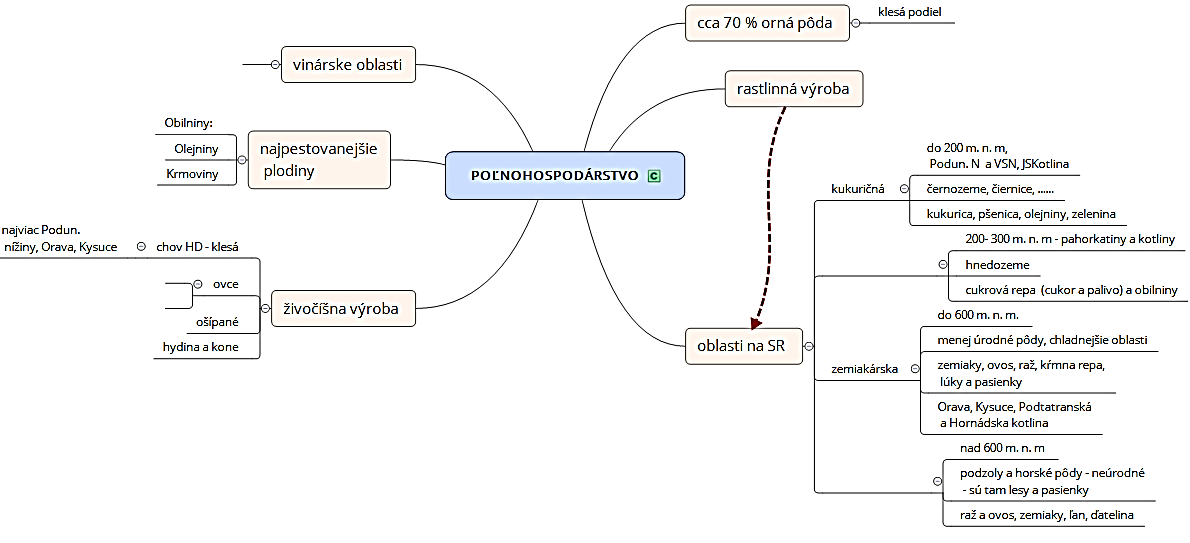 POĽNOHOSPODÁRSTVO
cca 70 % orná pôda
klesá podiel
rastlinná výroba
oblasti na SR
kukuričná
do 200 m. n. m,
Podun. N a VSN, JSKotlina
černozeme, čiernice, ......
kukurica, pšenica, olejniny, zelenina
200- 300 m. n. m - pahorkatiny a kotliny
hnedozeme
cukrová repa (cukor a palivo) a obilniny
zemiakárska
do 600 m. n. m.
menej úrodné pôdy, chladnejšie oblasti
zemiaky, ovos, raž, kŕmna repa,
lúky a pasienky
Orava, Kysuce, Podtatranská
a Hornádska kotlina
nad 600 m. n. m
podzoly a horské pôdy - neúrodné
- sú tam lesy a pasienky
raž a ovos, zemiaky, ľan, ďatelina
vinárske oblasti
najpestovanejšie
plodiny
Obilniny:
Olejniny
Krmoviny
živočíšna výroba
chov HD - klesá
najviac Podun.
nížiny, Orava, Kysuce
ovce
ošípané
hydina a kone